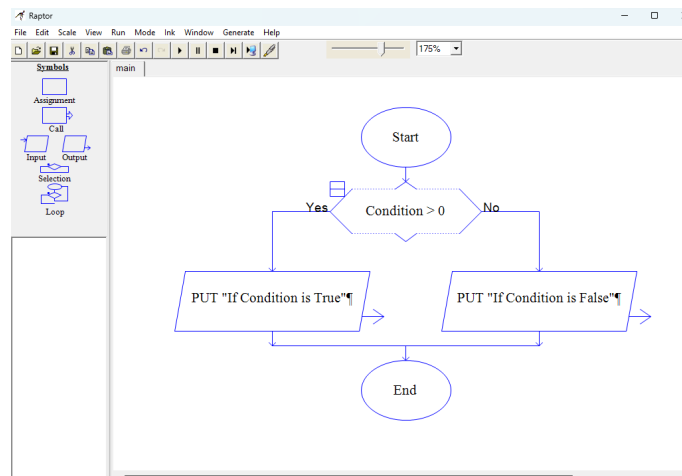 Raptor
File Edit Scale View Run Mode Ink Window Generate Help
175%
Symbols
main
Assignment
Call
Input Output
Selection
Loop
Start
Yes Condition > 0 No
PUT "If Condition is True"¶ PUT "If Condition is False"¶
End